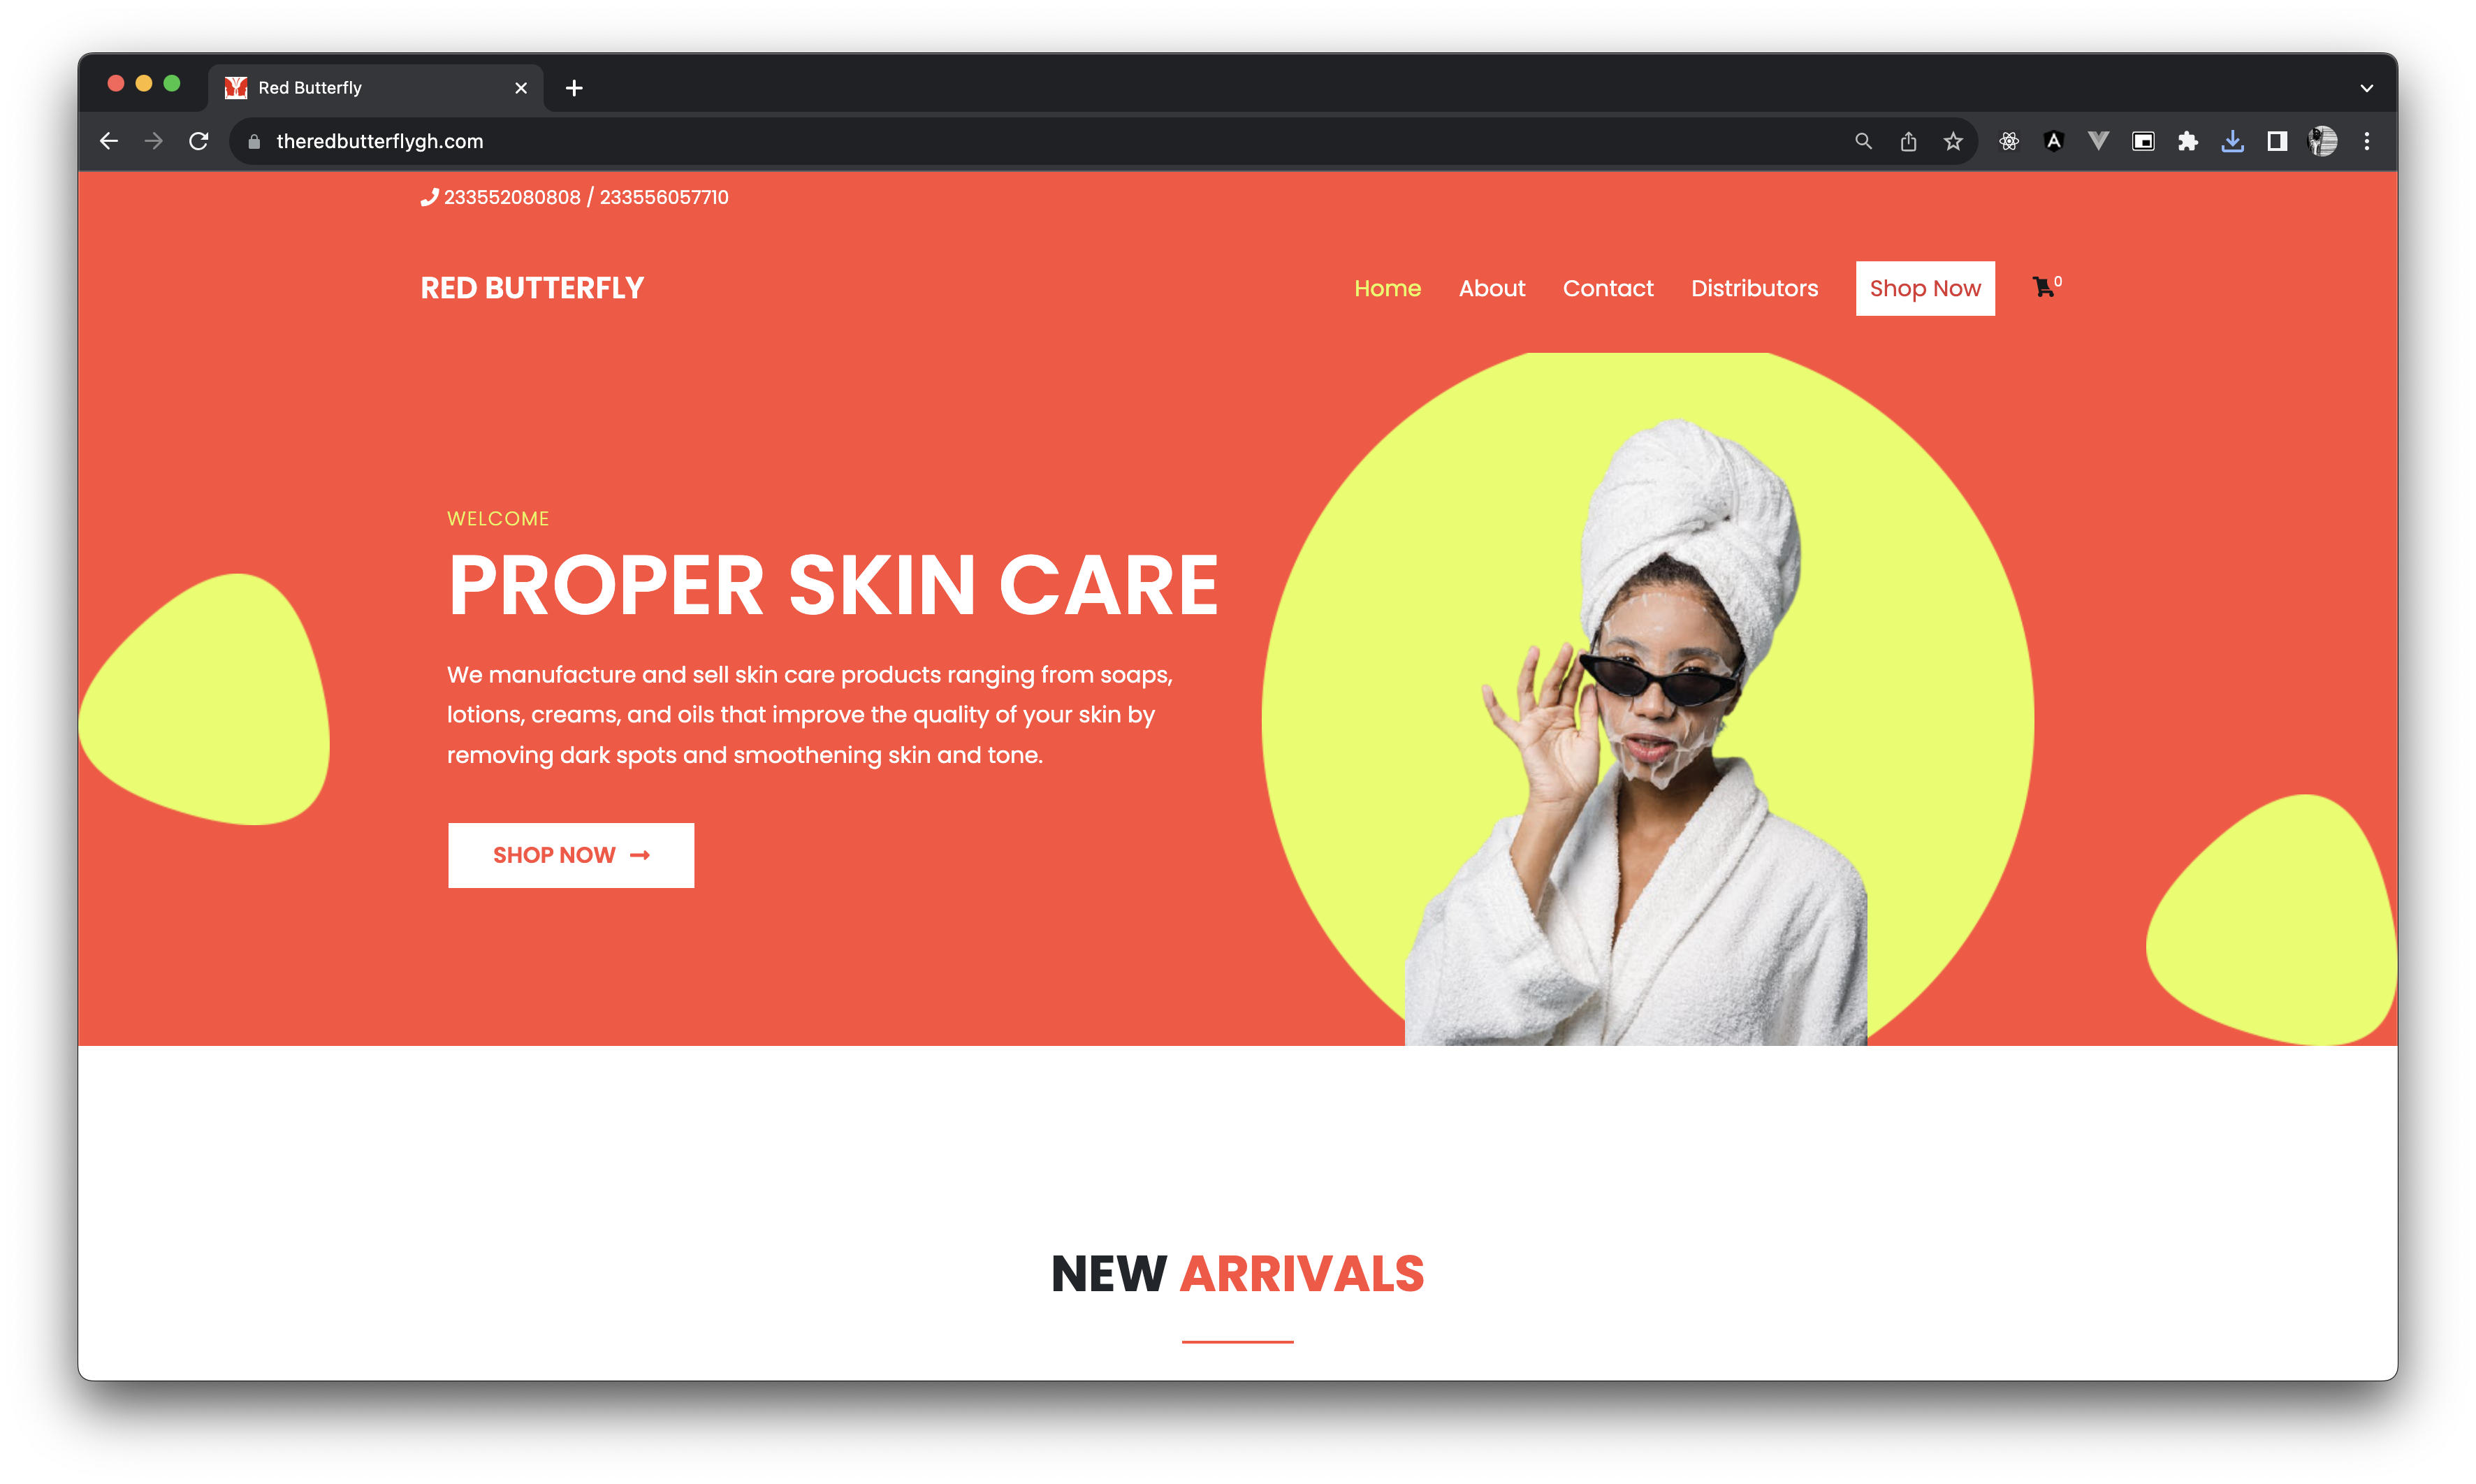 Red Butterfly
theredbutterflygh.com
233552080808 / 233556057710
RED BUTTERFLY
Home
About
Contact
Distributors
Shop Now
0
WELCOME
PROPER SKIN CARE
We manufacture and sell skin care products ranging from soaps,
lotions, creams, and oils that improve the quality of your skin by
removing dark spots and smoothening skin and tone.
SHOP NOW
NEW ARRIVALS